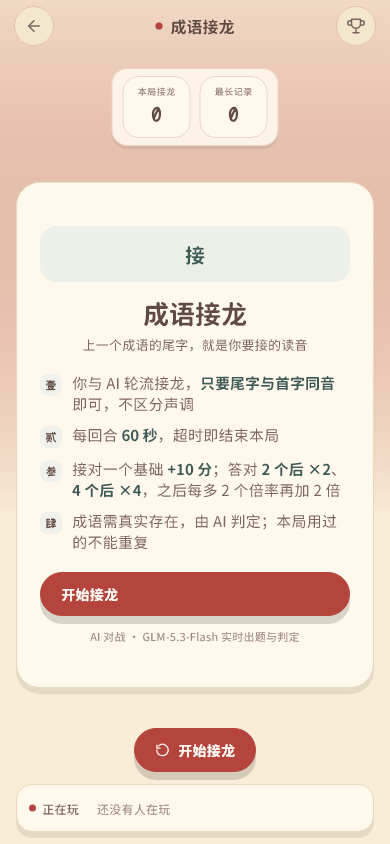 成语接龙
本局接龙
最长记录
0
0
接
成语接龙
上一个成语的尾字，就是你要接的读音
壹
你与 AI 轮流接龙，只要尾字与首字同音
即可，不区分声调
贰
每回合 60 秒，超时即结束本局
叁
接对一个基础 +10 分；答对 2 个后 ×2、
4 个后 ×4，之后每多 2 个倍率再加 2 倍
肆
成语需真实存在，由 AI 判定；本局用过
的不能重复
开始接龙
AI 对战 · GLM-5.3-Flash 实时出题与判定
开始接龙
正在玩
还没有人在玩